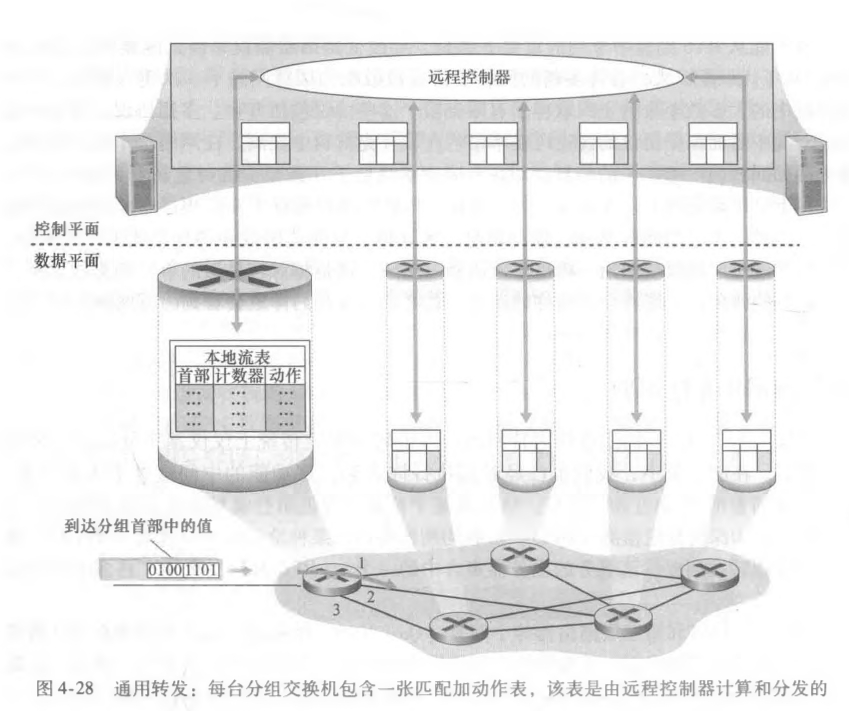 远程控制器
控制平面
数据平面
本地流表
首部 计数器 动作
到达分组首部中的值
0100 1101
1
2
3
图 4-28 通用转发：每台分组交换机包含一张匹配加动作表，该表是由远程控制器计算和分发的